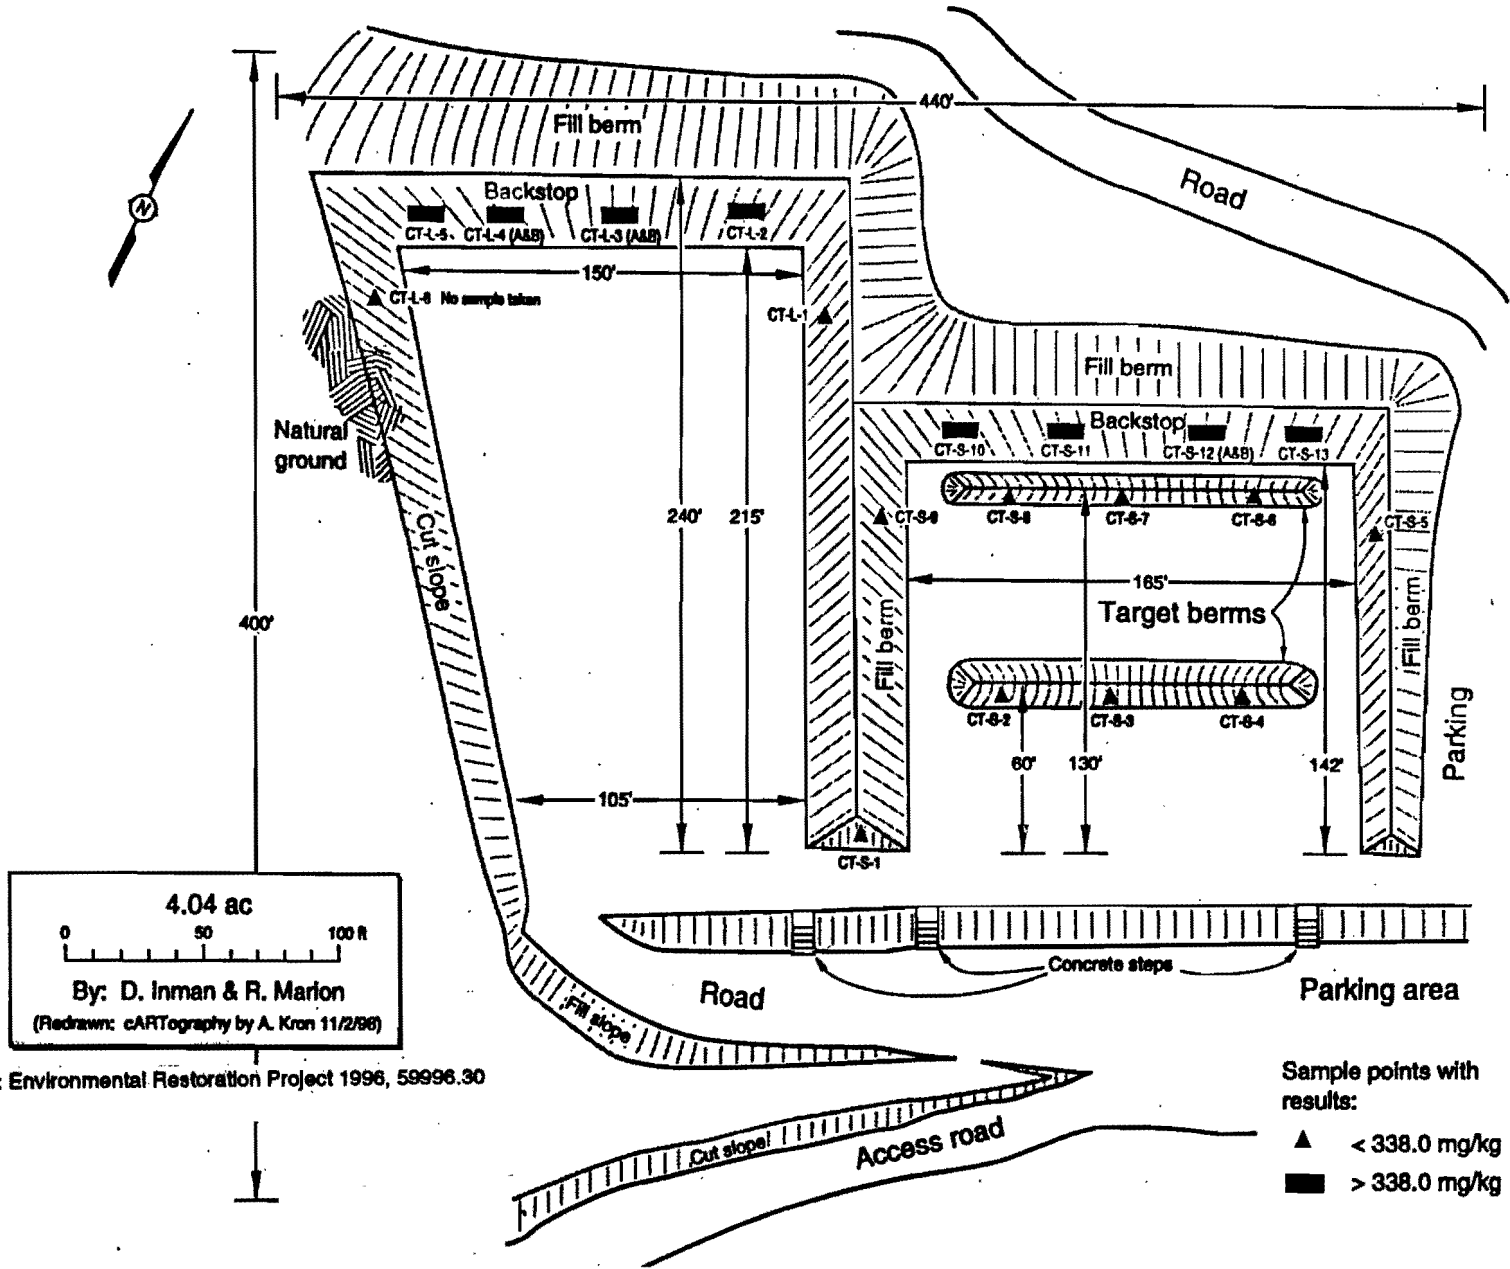 440'
Fill berm
Road
N
Backstop
CT-L-5
CT-L-4 (A&B)
CT-L-3 (A&B)
CT-L-2
150'
CT-L-6 No sample taken
CT-L-1
Fill berm
Backstop
CT-S-10
CT-S-11
CT-S-12 (A&B)
CT-S-13
Natural
ground
CT-S-8
CT-S-7
CT-S-6
CT-S-9
CT-S-5
240'
215'
Cut slope
165'
Target berms
400'
Fill berm
Fill berm
Parking
CT-S-2
CT-S-3
CT-S-4
60'
130'
142'
105'
CT-S-1
4.04 ac
0 50 100 ft
By: D. Inman & R. Marion
(Redrawn: cARTography by A. Kron 11/2/98)
: Environmental Restoration Project 1996, 59996.30
Concrete steps
Road
Parking area
Fill slope
Cut slope
Access road
Sample points with
results:
< 338.0 mg/kg
> 338.0 mg/kg